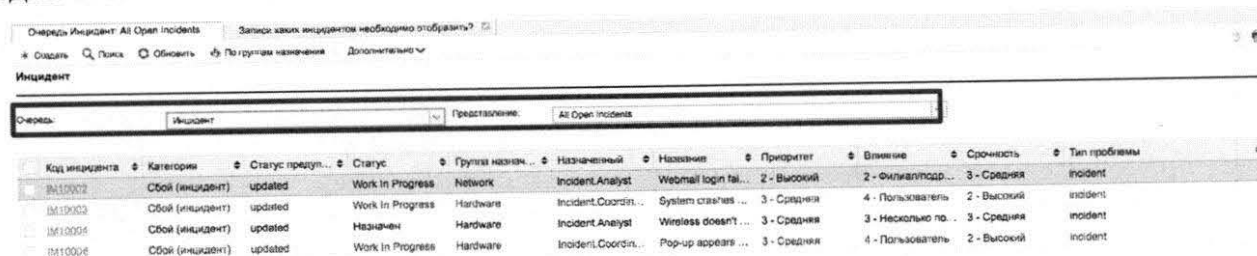 Очередь Инцидент: All Open Incidents Записи каких инцидентов необходимо отобразить?
Создать Поиск Обновить По группам назначения Дополнительно
Инцидент
Очередь: Инцидент Представление: All Open Incidents
Код инцидента Категория Статус предуп... Статус Группа назнач... Назначенный Название Приоритет Влияние Срочность Тип проблемы
IM10002 Сбой (инцидент) updated Work In Progress Network Incident.Analyst Webmail login fai... 2 - Высокий 2 - Филиал/подр... 3 - Средняя incident
IM10003 Сбой (инцидент) updated Work In Progress Hardware Incident.Coordin... System crashes ... 3 - Средняя 4 - Пользователь 2 - Высокий incident
IM10004 Сбой (инцидент) updated Назначен Hardware Incident.Analyst Wireless doesn't ... 3 - Средняя 3 - Несколько по... 3 - Средняя incident
IM10006 Сбой (инцидент) updated Work In Progress Hardware Incident.Coordin... Pop-up appears ... 3 - Средняя 4 - Пользователь 2 - Высокий incident